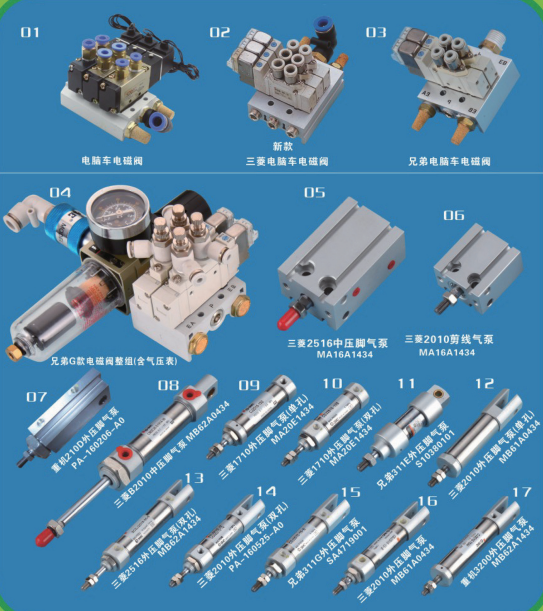 01
02
03
电脑车电磁阀
新款
三菱电脑车电磁阀
兄弟电脑车电磁阀
04
05
06
兄弟G款电磁阀整组(含气压表)
三菱2516中压脚气泵
MA16A1434
三菱2010剪线气泵
MA16A1434
07
08
09
10
11
12
重机210D外压脚气泵
PA-160206-A0
三菱B2010中压脚气泵 MB62A0434
三菱1710外压脚气泵(单孔)
MA20E1434
三菱1710外压脚气泵(双孔)
MA20E1434
兄弟311E外压脚气泵
S10380101
三菱2010外压脚气泵(单孔)
MB61A0434
13
14
15
16
17
三菱2516外压脚气泵(双孔)
MB62A1434
三菱2010外压脚气泵(双孔)
PA-160525-A0
兄弟311G外压脚气泵
SA4719001
三菱2010外压脚气泵
MB61A0434
重机3200外压脚气泵
MB62A1434